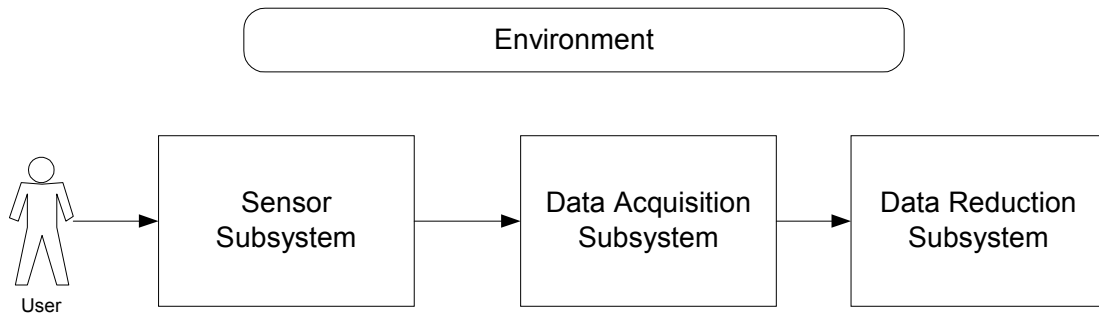 Environment
Sensor
Subsystem
Data Acquisition
Subsystem
Data Reduction
Subsystem
User